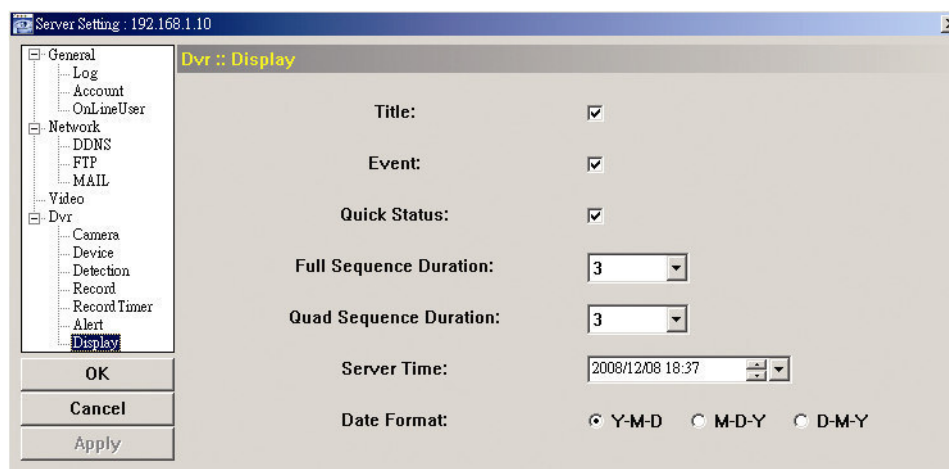 Server Setting : 192.168.1.10
General
Log
Account
OnLineUser
Network
DDNS
FTP
MAIL
Video
Dvr
Camera
Device
Detection
Record
Record Timer
Alert
Display
OK
Cancel
Apply
Dvr :: Display
Title:
Event:
Quick Status:
Full Sequence Duration: 3
Quad Sequence Duration: 3
Server Time: 2008/12/08 18:37
Date Format: Y-M-D M-D-Y D-M-Y